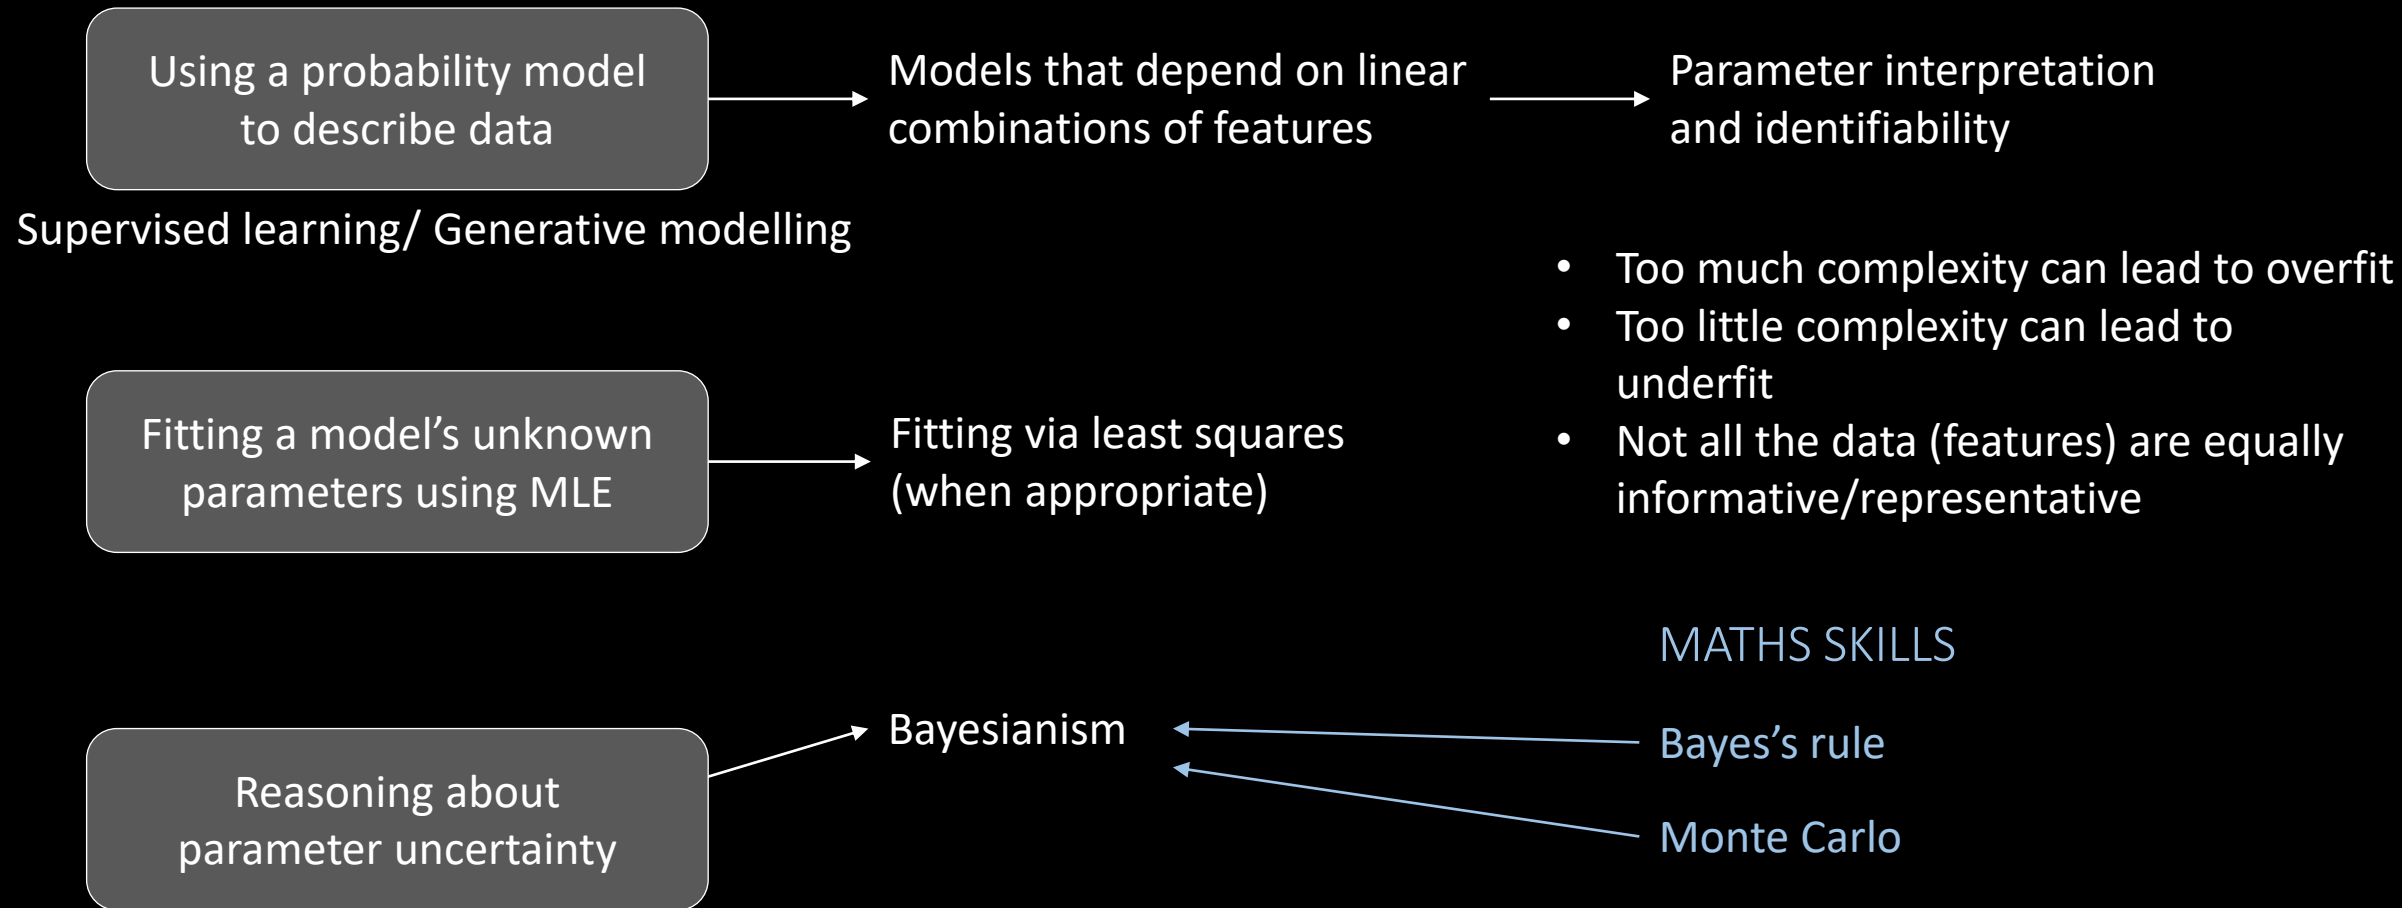 Using a probability model
to describe data
Models that depend on linear
combinations of features
Parameter interpretation
and identifiability
Supervised learning/ Generative modelling
• Too much complexity can lead to overfit
• Too little complexity can lead to
underfit
• Not all the data (features) are equally
informative/representative
Fitting a model’s unknown
parameters using MLE
Fitting via least squares
(when appropriate)
MATHS SKILLS
Reasoning about
parameter uncertainty
Bayesianism
Bayes’s rule
Monte Carlo